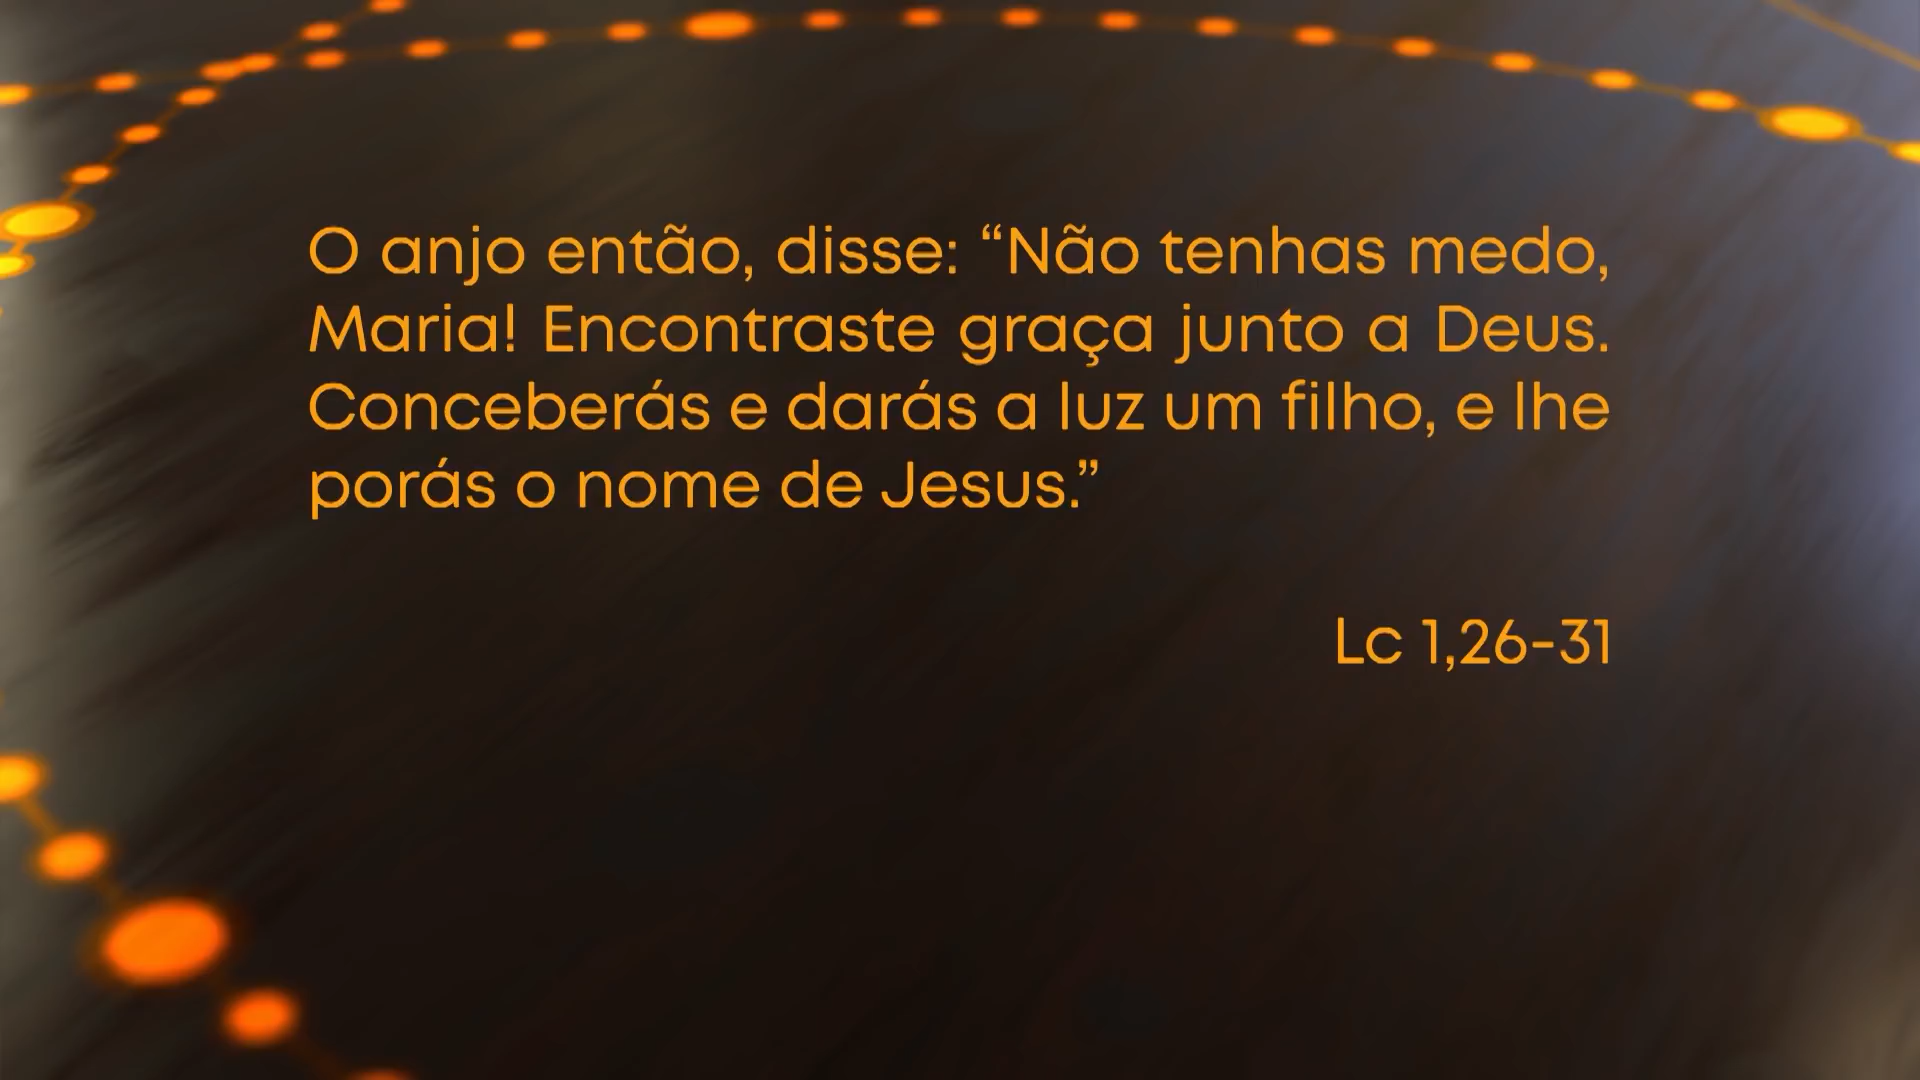 O anjo então, disse: “Não tenhas medo,
Maria! Encontraste graça junto a Deus.
Conceberás e darás a luz um filho, e lhe
porás o nome de Jesus.”
Lc 1,26-31